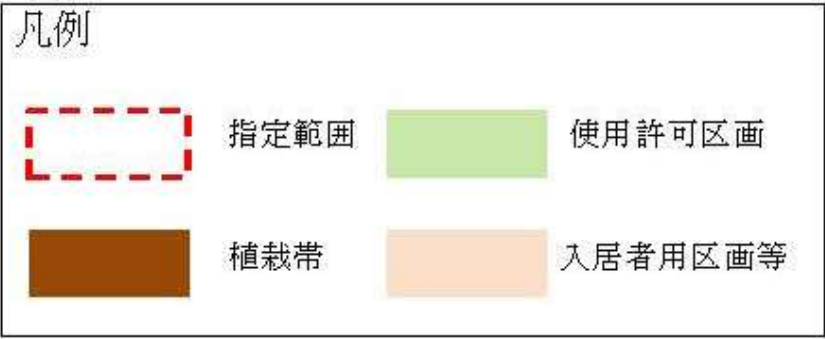 凡例
指定範囲
使用許可区画
植栽帯
入居者用区画等